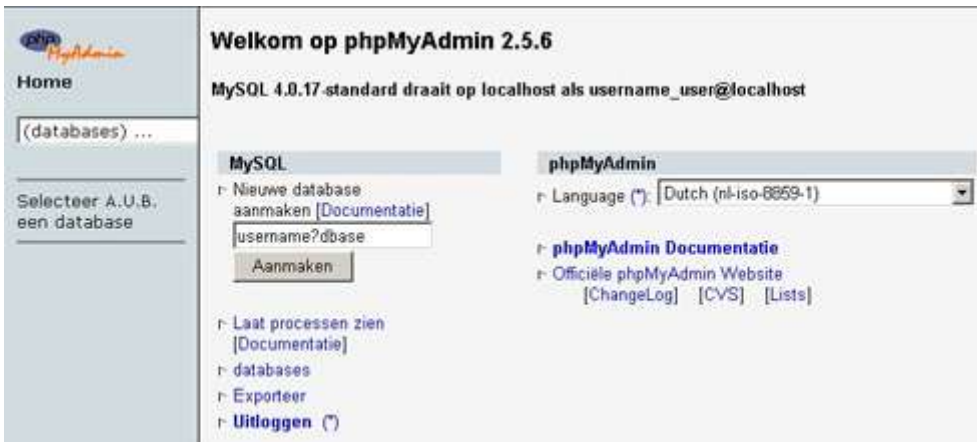 php
MyAdmin
Home
(databases) ...
Selecteer A.U.B.
een database
Welkom op phpMyAdmin 2.5.6
MySQL 4.0.17-standard draait op localhost als username_user@localhost
MySQL
Nieuwe database
aanmaken [Documentatie]
username?dbase
Aanmaken
Laat processen zien
[Documentatie]
databases
Exporteer
Uitloggen (*)
phpMyAdmin
Language (*): Dutch (nl-iso-8859-1)
phpMyAdmin Documentatie
Officiële phpMyAdmin Website
[ChangeLog] [CVS] [Lists]